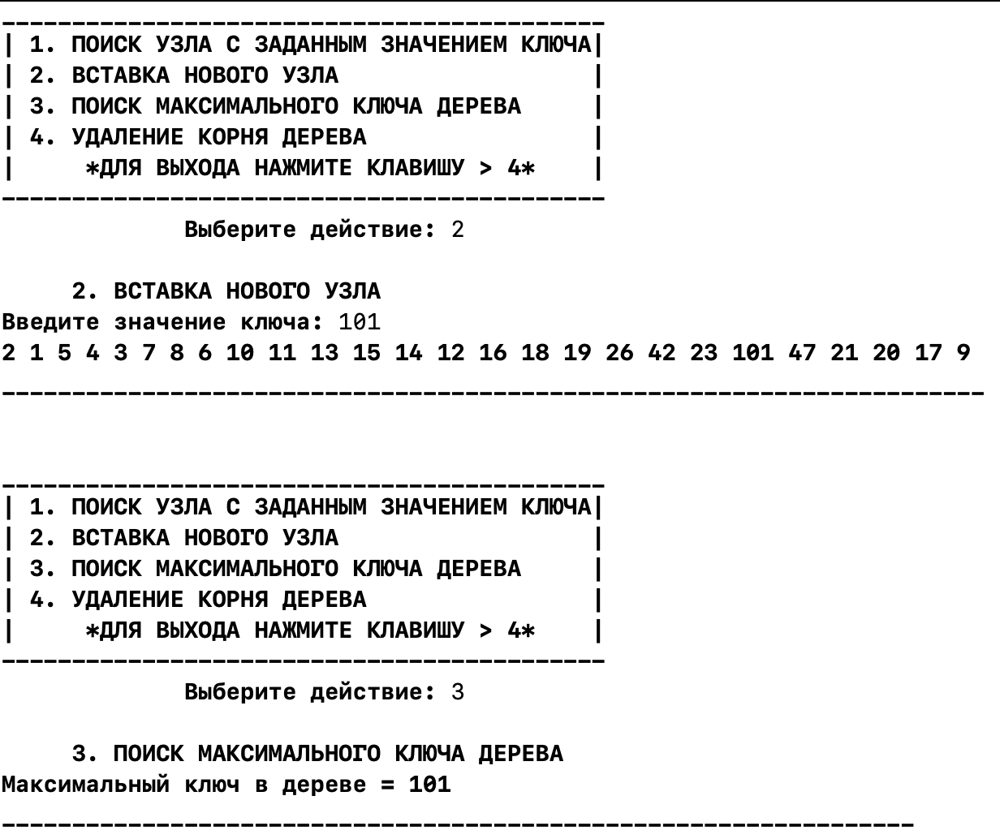 -------------------------------------------
| 1. ПОИСК УЗЛА С ЗАДАННЫМ ЗНАЧЕНИЕМ КЛЮЧА|
| 2. ВСТАВКА НОВОГО УЗЛА                  |
| 3. ПОИСК МАКСИМАЛЬНОГО КЛЮЧА ДЕРЕВА     |
| 4. УДАЛЕНИЕ КОРНЯ ДЕРЕВА                |
|     *ДЛЯ ВЫХОДА НАЖМИТЕ КЛАВИШУ > 4*    |
-------------------------------------------
Выберите действие: 2
2. ВСТАВКА НОВОГО УЗЛА
Введите значение ключа: 101
2 1 5 4 3 7 8 6 10 11 13 15 14 12 16 18 19 26 42 23 101 47 21 20 17 9
----------------------------------------------------------------------
-------------------------------------------
| 1. ПОИСК УЗЛА С ЗАДАННЫМ ЗНАЧЕНИЕМ КЛЮЧА|
| 2. ВСТАВКА НОВОГО УЗЛА                  |
| 3. ПОИСК МАКСИМАЛЬНОГО КЛЮЧА ДЕРЕВА     |
| 4. УДАЛЕНИЕ КОРНЯ ДЕРЕВА                |
|     *ДЛЯ ВЫХОДА НАЖМИТЕ КЛАВИШУ > 4*    |
-------------------------------------------
Выберите действие: 3
3. ПОИСК МАКСИМАЛЬНОГО КЛЮЧА ДЕРЕВА
Максимальный ключ в дереве = 101
-----------------------------------------------------------------